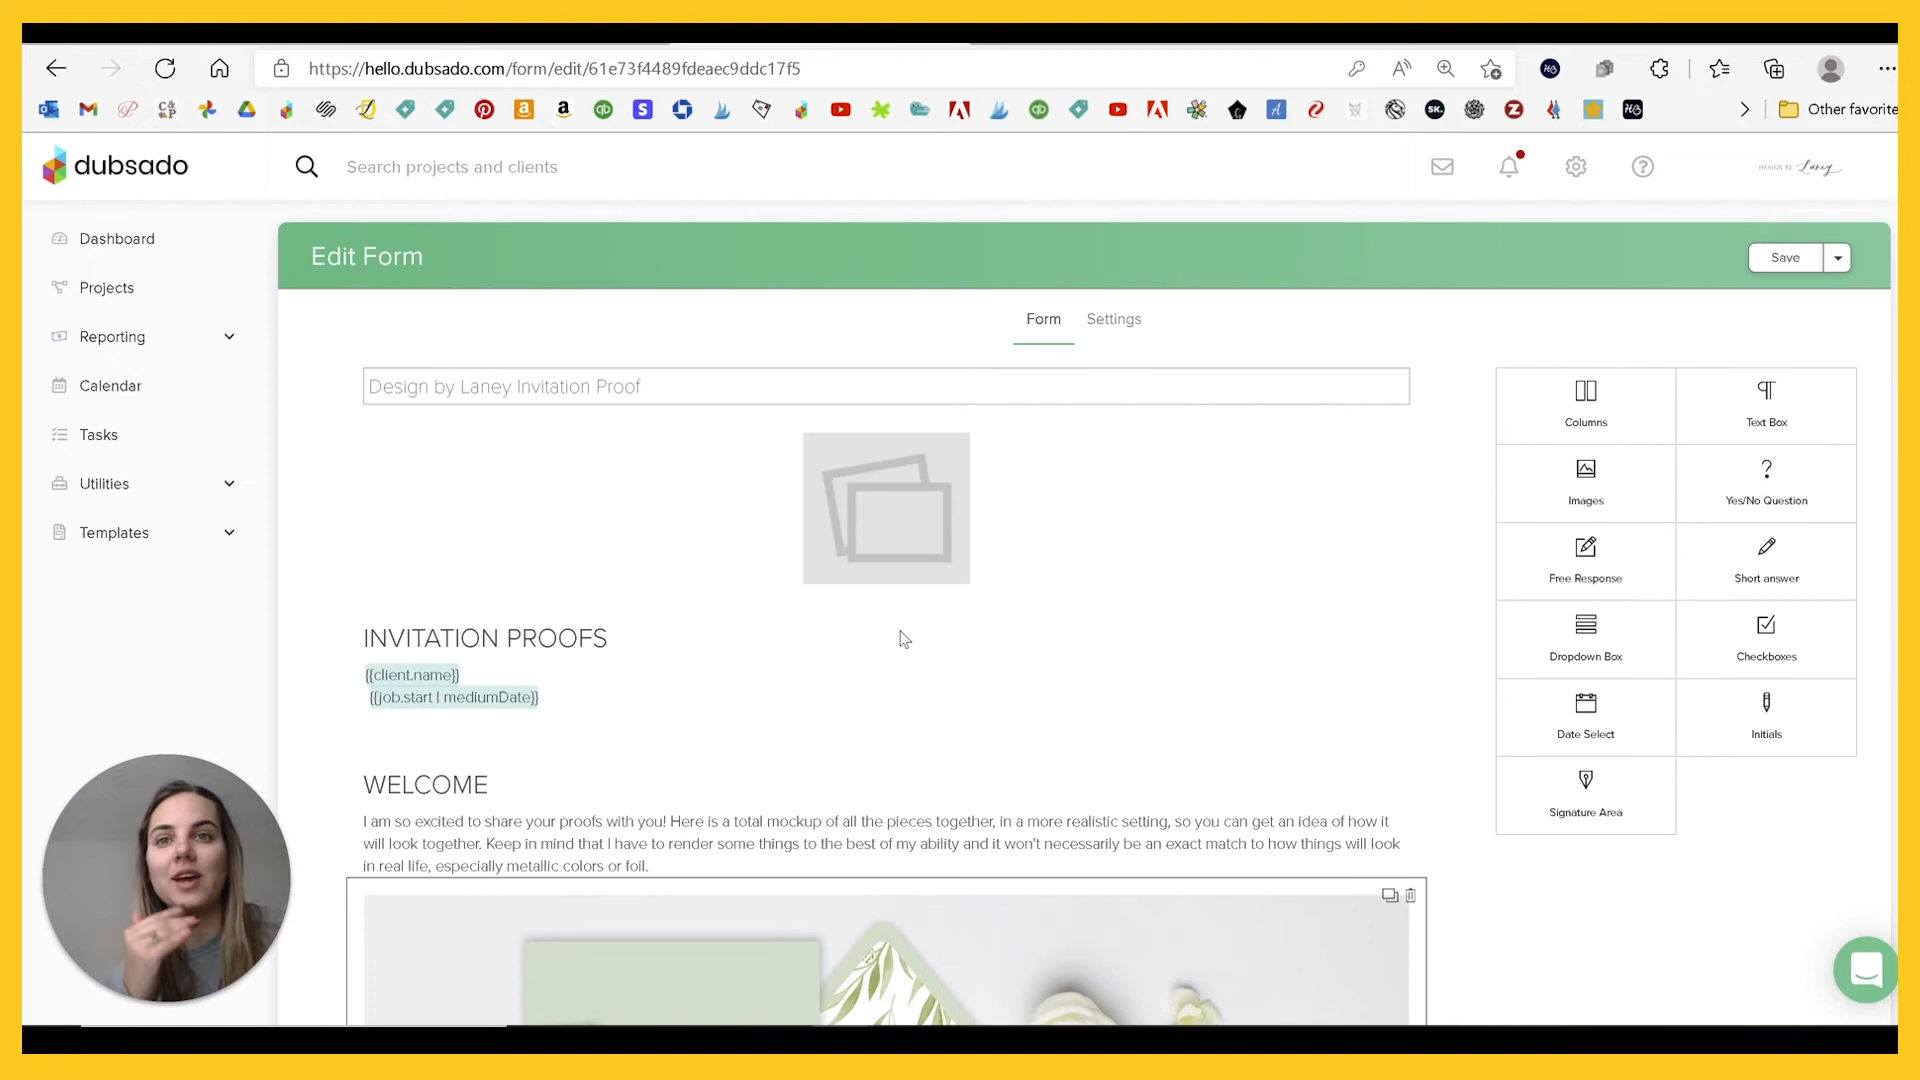 https://hello.dubsado.com/form/edit/61e73f4489fdeaec9ddc17f5
Other favorite
dubsado
Search projects and clients
DESIGN BY Laney
Edit Form
Save
Dashboard
Projects
Reporting
Calendar
Tasks
Utilities
Templates
Form
Settings
Design by Laney Invitation Proof
INVITATION PROOFS
{{client.name}}
{{job.start | mediumDate}}
WELCOME
I am so excited to share your proofs with you! Here is a total mockup of all the pieces together, in a more realistic setting, so you can get an idea of how it
will look together. Keep in mind that I have to render some things to the best of my ability and it won't necessarily be an exact match to how things will look
in real life, especially metallic colors or foil.
Columns
Text Box
Images
Yes/No Question
Free Response
Short answer
Dropdown Box
Checkboxes
Date Select
Initials
Signature Area